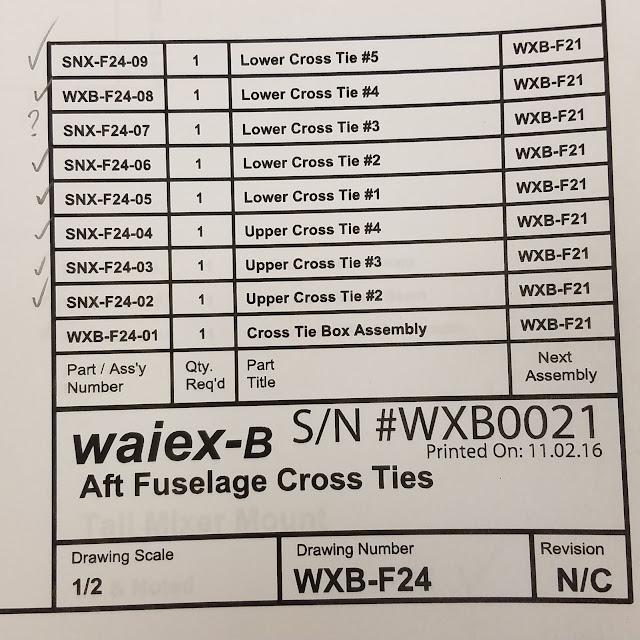 ✓ SNX-F24-09 1 Lower Cross Tie #5 WXB-F21
✓ WXB-F24-08 1 Lower Cross Tie #4 WXB-F21
? SNX-F24-07 1 Lower Cross Tie #3 WXB-F21
✓ SNX-F24-06 1 Lower Cross Tie #2 WXB-F21
✓ SNX-F24-05 1 Lower Cross Tie #1 WXB-F21
✓ SNX-F24-04 1 Upper Cross Tie #4 WXB-F21
✓ SNX-F24-03 1 Upper Cross Tie #3 WXB-F21
✓ SNX-F24-02 1 Upper Cross Tie #2 WXB-F21
WXB-F24-01 1 Cross Tie Box Assembly WXB-F21
Part / Ass'y Qty. Part Next
Number Req'd Title Assembly
waiex-B S/N #WXB0021
Printed On: 11.02.16
Aft Fuselage Cross Ties
Tail Mixer Mount
Drawing Scale Drawing Number Revision
1/2 WXB-F24 N/C